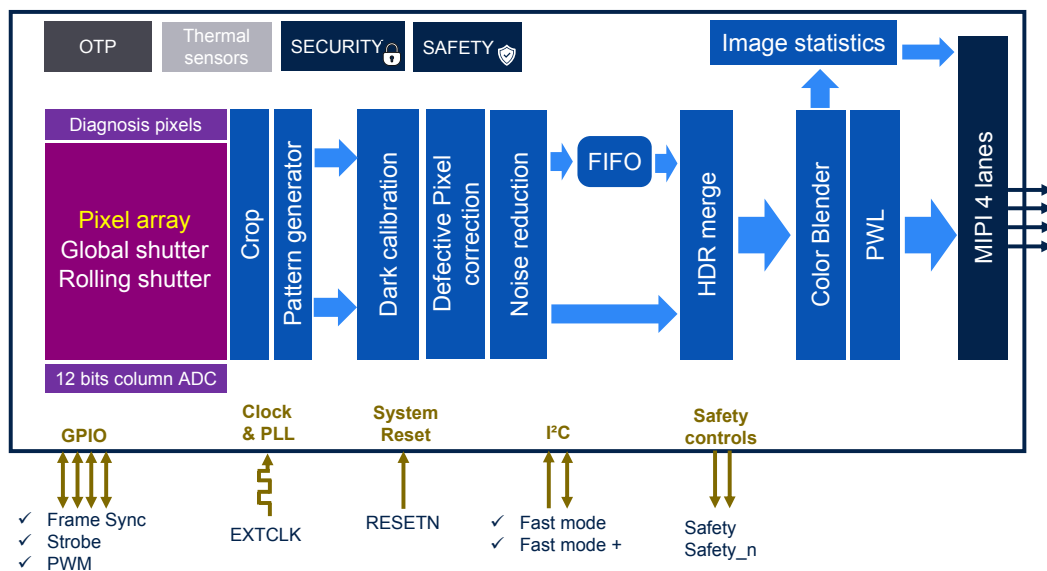 OTP
Thermal
sensors
SECURITY
SAFETY
Image statistics
Diagnosis pixels
Pixel array
Global shutter
Rolling shutter
12 bits column ADC
Crop
Pattern generator
Dark calibration
Defective Pixel
correction
Noise reduction
FIFO
HDR merge
Color Blender
PWL
MIPI 4 lanes
GPIO
Clock
& PLL
System
Reset
I²C
Safety
controls
✓ Frame Sync
✓ Strobe
✓ PWM
EXTCLK
RESETN
✓ Fast mode
✓ Fast mode +
Safety
Safety_n